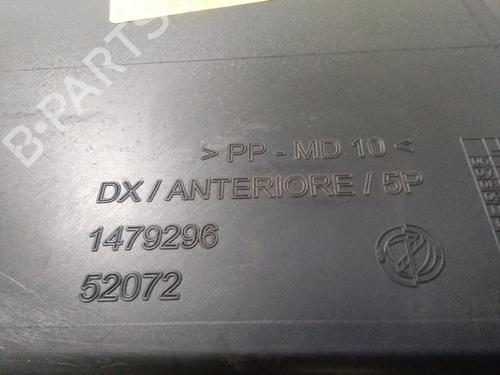 B-PARTS
> PP - MD 10 <
DX / ANTERIORE / 5P
1479296
52072